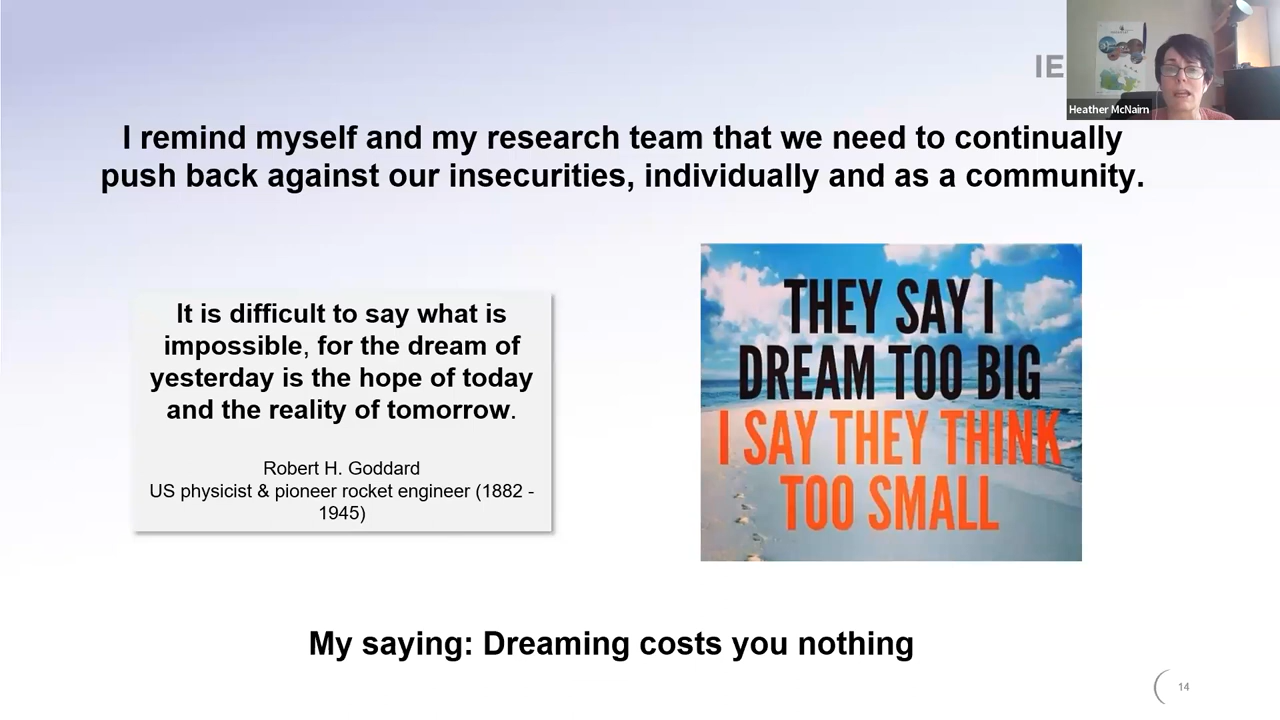 IE
Heather McNairn
I remind myself and my research team that we need to continually
push back against our insecurities, individually and as a community.
It is difficult to say what is
impossible, for the dream of
yesterday is the hope of today
and the reality of tomorrow.
Robert H. Goddard
US physicist & pioneer rocket engineer (1882 -
1945)
THEY SAY I
DREAM TOO BIG
I SAY THEY THINK
TOO SMALL
My saying: Dreaming costs you nothing
14